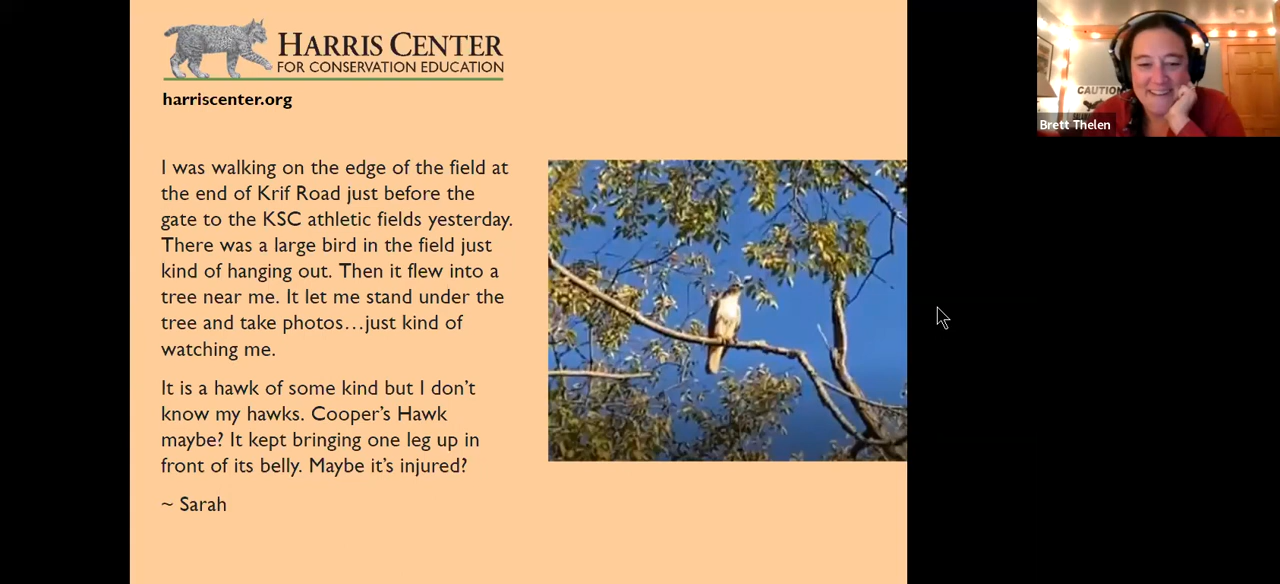 HARRIS CENTER
FOR CONSERVATION EDUCATION
harriscenter.org
I was walking on the edge of the field at
the end of Krif Road just before the
gate to the KSC athletic fields yesterday.
There was a large bird in the field just
kind of hanging out. Then it flew into a
tree near me. It let me stand under the
tree and take photos…just kind of
watching me.
It is a hawk of some kind but I don’t
know my hawks. Cooper’s Hawk
maybe? It kept bringing one leg up in
front of its belly. Maybe it’s injured?
~ Sarah
CAUTION
Brett Thelen